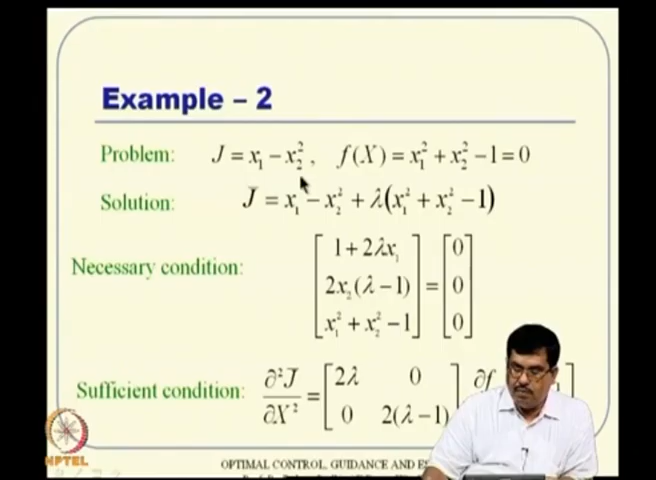 Example – 2
Problem: J = x₁ − x₂², f(X) = x₁² + x₂² − 1 = 0
Solution: J̄ = x₁ − x₂² + λ(x₁² + x₂² − 1)
Necessary condition: [1 + 2λx₁; 2x₂(λ − 1); x₁² + x₂² − 1] = [0; 0; 0]
Sufficient condition: ∂²J/∂X² = [2λ 0; 0 2(λ − 1)] ∂f
NPTEL
OPTIMAL CONTROL, GUIDANCE AND